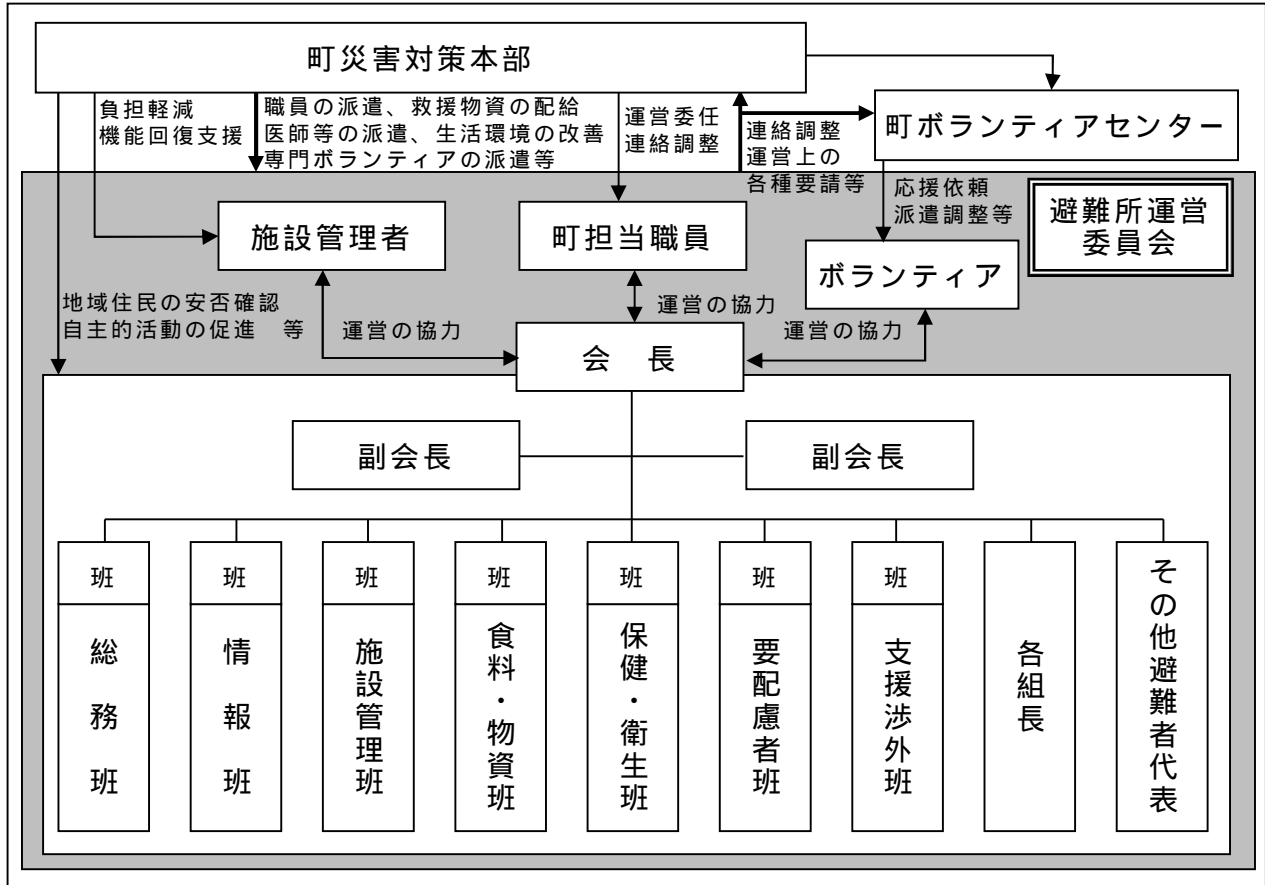 町災害対策本部
負担軽減
機能回復支援
職員の派遣、救援物資の配給
医師等の派遣、生活環境の改善
専門ボランティアの派遣等
運営委任
連絡調整
連絡調整
運営上の
各種要請等
町ボランティアセンター
応援依頼
派遣調整等
避難所運営
委員会
施設管理者
町担当職員
ボランティア
地域住民の安否確認
自主的活動の促進　等
運営の協力
運営の協力
運営の協力
会　長
副会長
副会長
班
総務班
班
情報班
班
施設管理班
班
食料・物資班
班
保健・衛生班
班
要配慮者班
班
支援渉外班
各組長
その他避難者代表